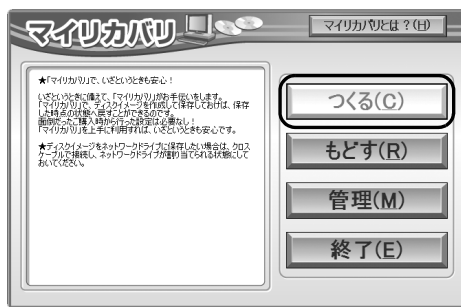 マイリカバリ
マイリカバリとは？(H)
★「マイリカバリ」で、いざというときも安心！
いざというときに備えて、「マイリカバリ」がお手伝いをします。
「マイリカバリ」で、ディスクイメージを作成して保存しておけば、保存
した時点の状態へ戻すことができるのです。
面倒だったご購入時から行った設定は必要なし！
「マイリカバリ」を上手に利用すれば、いざというときも安心です。
★ディスクイメージをネットワークドライブに保存したい場合は、クロス
ケーブルで接続し、ネットワークドライブが割り当てられる状態にして
おいてください。
つくる(C)
もどす(R)
管理(M)
終了(E)